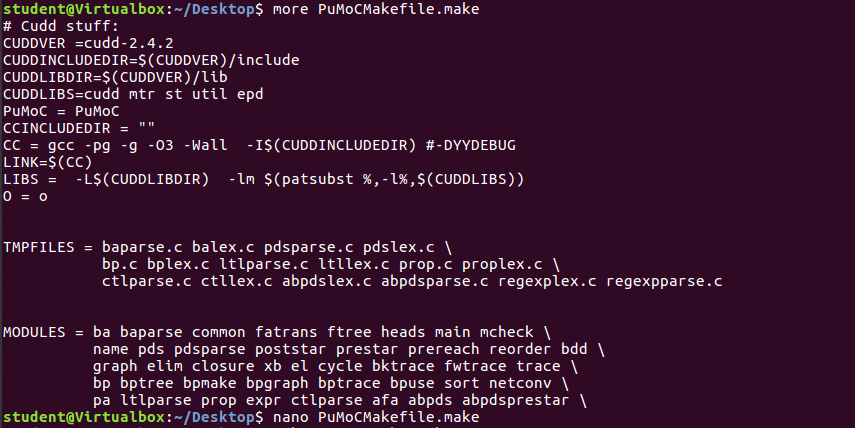 student@Virtualbox:~/Desktop$ more PuMoCMakefile.make
# Cudd stuff:
CUDDVER =cudd-2.4.2
CUDDINCLUDEDIR=$(CUDDVER)/include
CUDDLIBDIR=$(CUDDVER)/lib
CUDDLIBS=cudd mtr st util epd
PuMoC = PuMoC
CCINCLUDEDIR = ""
CC = gcc -pg -g -O3 -Wall  -I$(CUDDINCLUDEDIR) #-DYYDEBUG
LINK=$(CC)
LIBS =  -L$(CUDDLIBDIR)  -lm $(patsubst %,-l%,$(CUDDLIBS))
O = o
TMPFILES = baparse.c balex.c pdsparse.c pdslex.c \
           bp.c bplex.c ltlparse.c ltllex.c prop.c proplex.c \
           ctlparse.c ctllex.c abpdslex.c abpdsparse.c regexplex.c regexpparse.c
MODULES = ba baparse common fatrans ftree heads main mcheck \
          name pds pdsparse poststar prestar prereach reorder bdd \
          graph elim closure xb el cycle bktrace fwtrace trace \
          bp bptree bpmake bpgraph bptrace bpuse sort netconv \
          pa ltlparse prop expr ctlparse afa abpds abpdsprestar \
student@Virtualbox:~/Desktop$ nano PuMoCMakefile.make